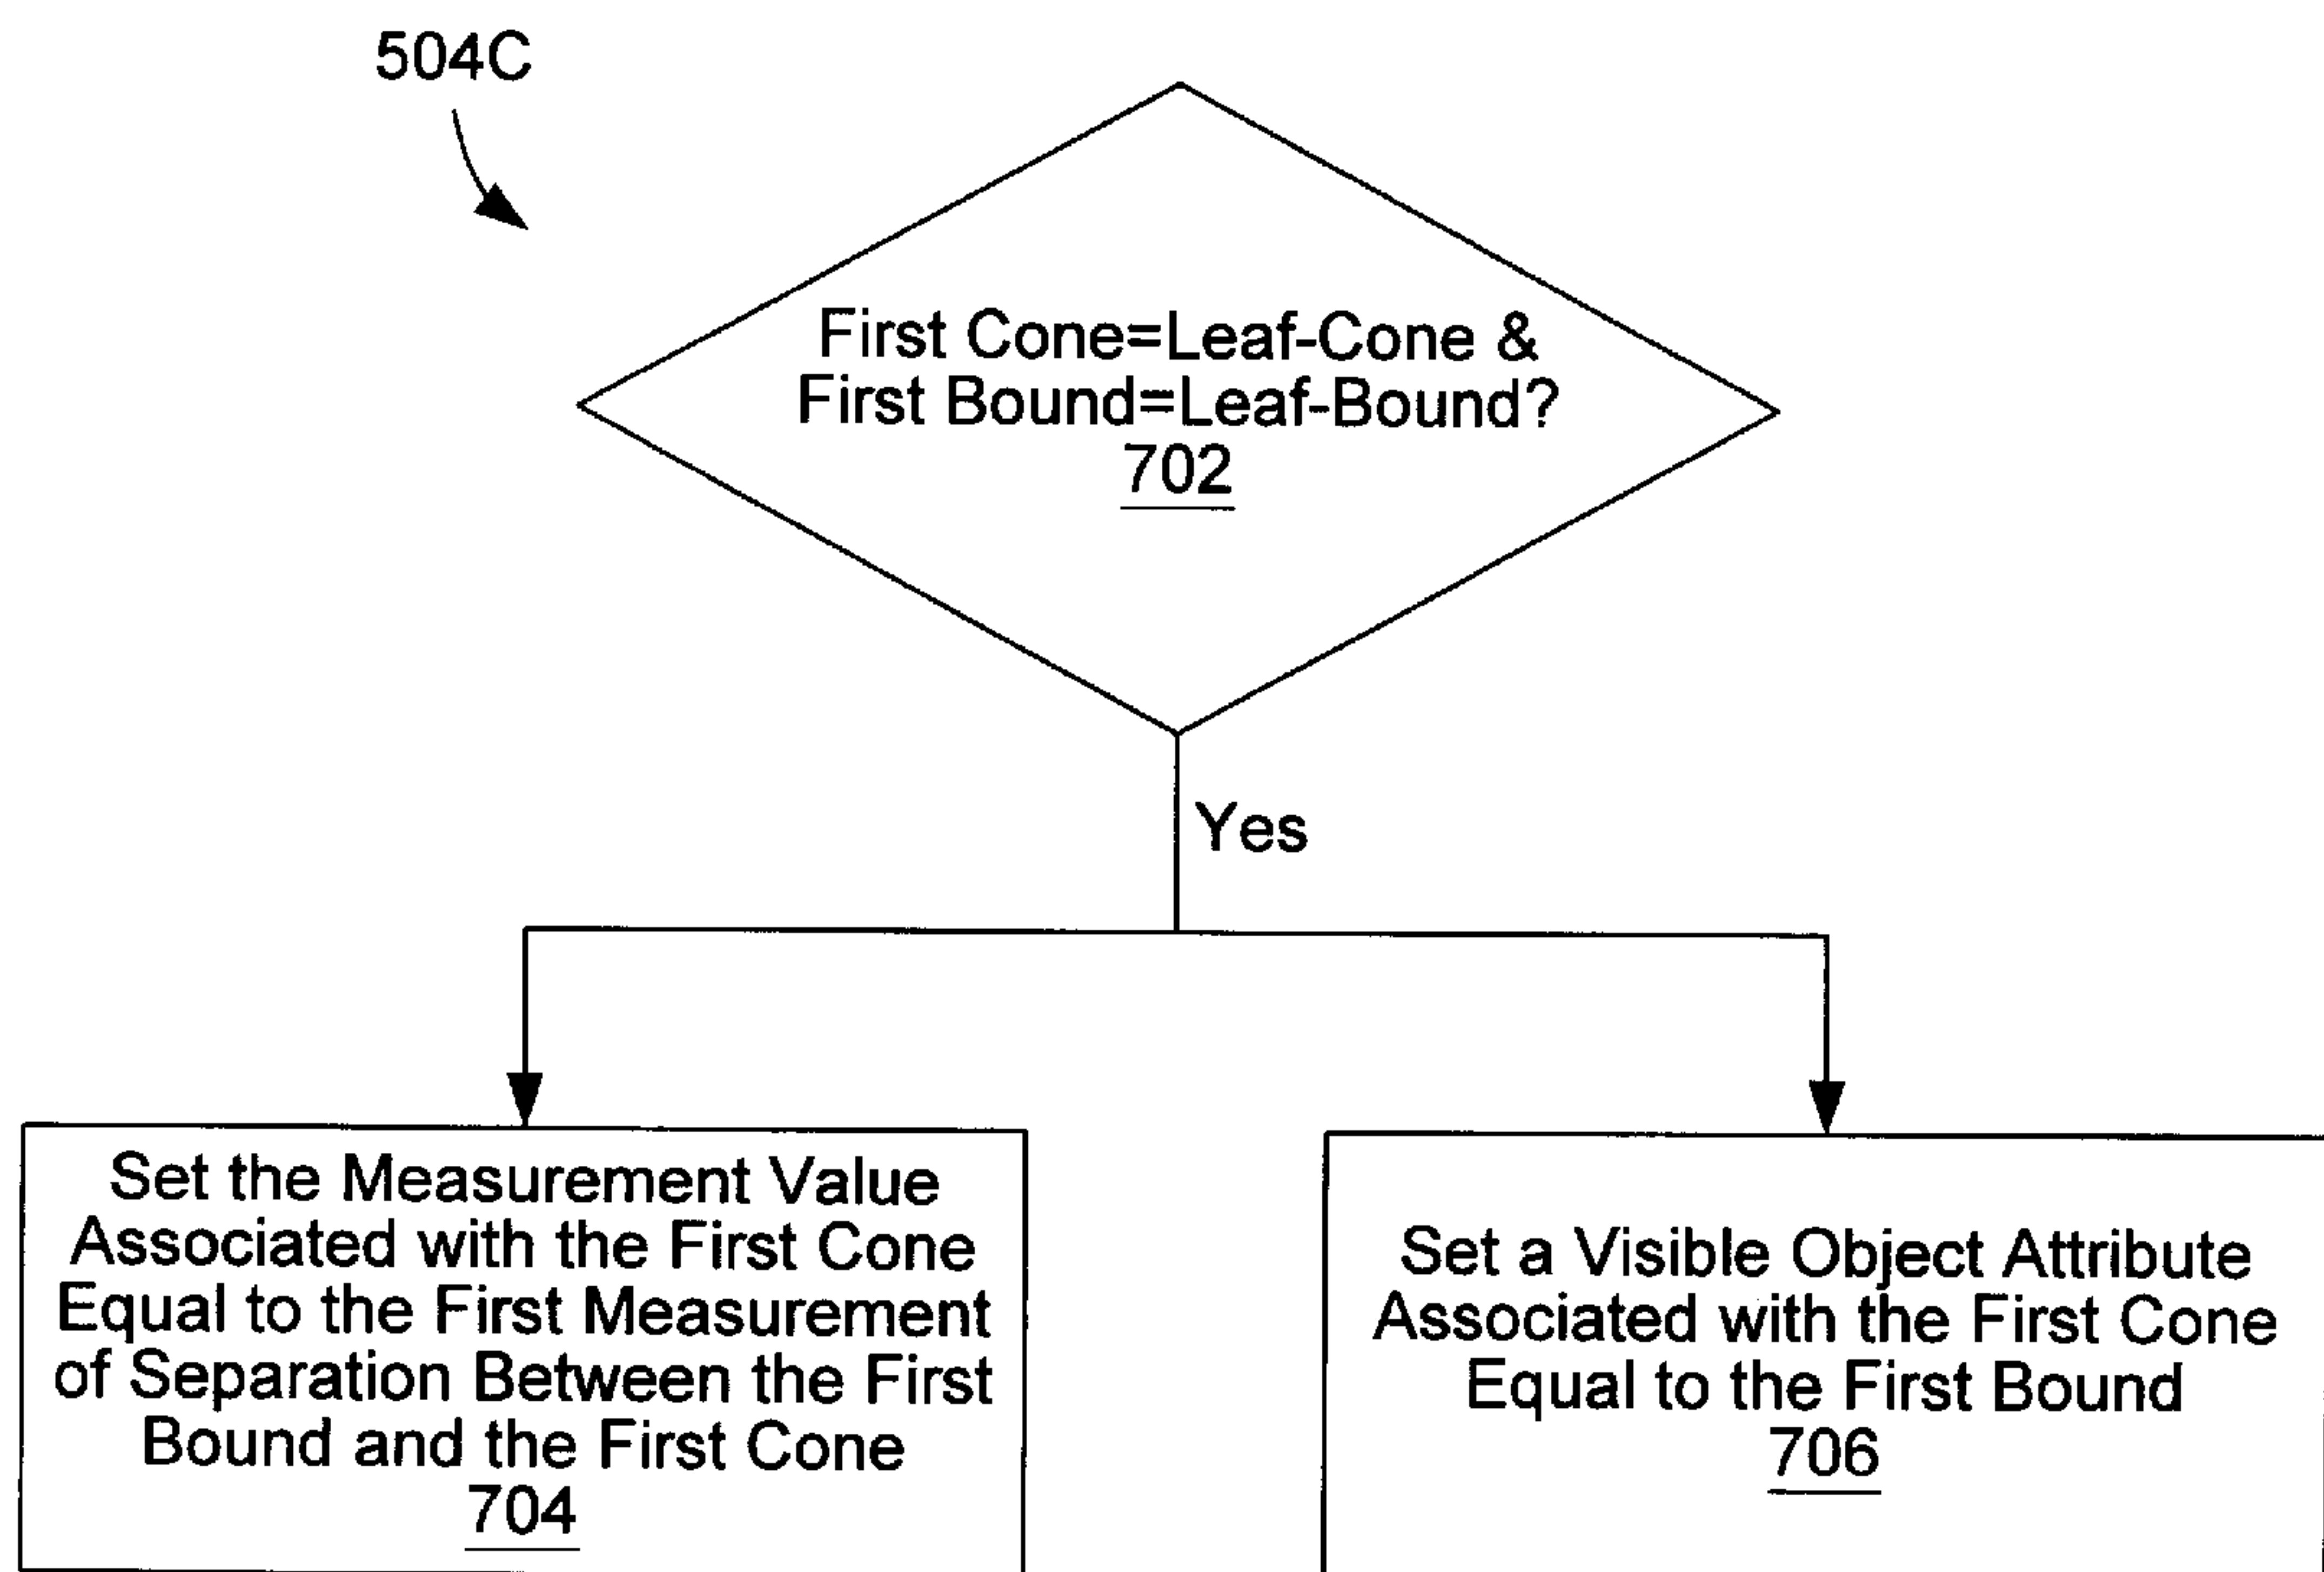 504C
First Cone=Leaf-Cone &
First Bound=Leaf-Bound?
702
Yes
Set the Measurement Value
Associated with the First Cone
Equal to the First Measurement
of Separation Between the First
Bound and the First Cone
704
Set a Visible Object Attribute
Associated with the First Cone
Equal to the First Bound
706